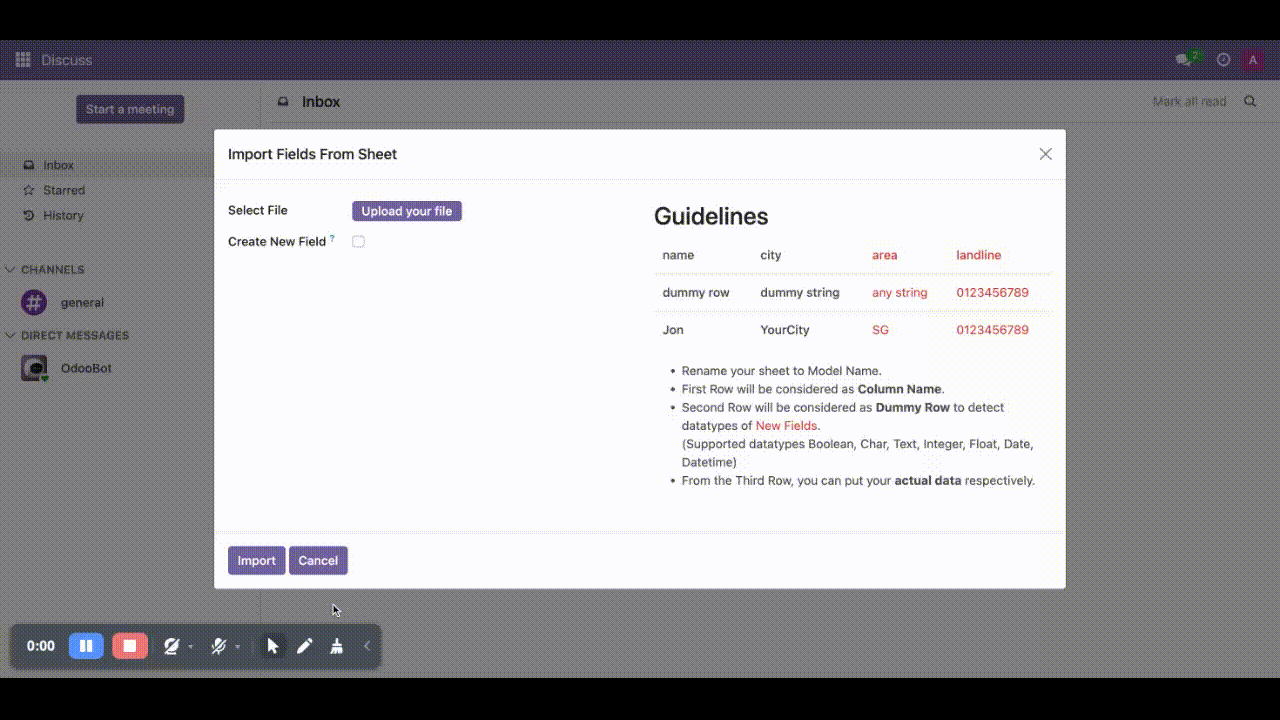 Discuss
7
A
Start a meeting
Inbox
Mark all read
Import Fields From Sheet
Inbox
Starred
History
CHANNELS
general
DIRECT MESSAGES
OdooBot
Select File
Upload your file
Create New Field ?
Guidelines
name city area landline
dummy row dummy string any string 0123456789
Jon YourCity SG 0123456789
• Rename your sheet to Model Name.
• First Row will be considered as Column Name.
• Second Row will be considered as Dummy Row to detect
datatypes of New Fields.
(Supported datatypes Boolean, Char, Text, Integer, Float, Date,
Datetime)
• From the Third Row, you can put your actual data respectively.
Import Cancel
0:00